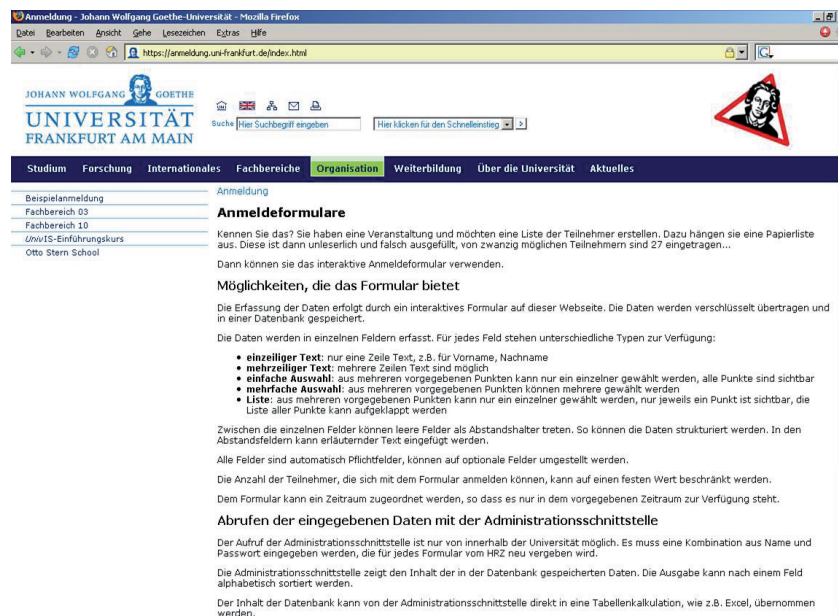 Anmeldung - Johann Wolfgang Goethe-Universität - Mozilla Firefox
Datei Bearbeiten Ansicht Gehe Lesezeichen Extras Hilfe
https://anmeldung.uni-frankfurt.de/index.html
JOHANN WOLFGANG GOETHE
UNIVERSITÄT
FRANKFURT AM MAIN
Suche Hier Suchbegriff eingeben Hier klicken für den Schnelleinstieg >
Studium Forschung Internationales Fachbereiche Organisation Weiterbildung Über die Universität Aktuelles
Beispielanmeldung
Fachbereich 03
Fachbereich 10
UnivIS-Einführungskurs
Otto Stern School
Anmeldung
Anmeldeformulare
Kennen Sie das? Sie haben eine Veranstaltung und möchten eine Liste der Teilnehmer erstellen. Dazu hängen sie eine Papierliste
aus. Diese ist dann unleserlich und falsch ausgefüllt, von zwanzig möglichen Teilnehmern sind 27 eingetragen...
Dann können sie das interaktive Anmeldeformular verwenden.
Möglichkeiten, die das Formular bietet
Die Erfassung der Daten erfolgt durch ein interaktives Formular auf dieser Webseite. Die Daten werden verschlüsselt übertragen und
in einer Datenbank gespeichert.
Die Daten werden in einzelnen Feldern erfasst. Für jedes Feld stehen unterschiedliche Typen zur Verfügung:
• einzeiliger Text: nur eine Zeile Text, z.B. für Vorname, Nachname
• mehrzeiliger Text: mehrere Zeilen Text sind möglich
• einfache Auswahl: aus mehreren vorgegebenen Punkten kann nur ein einzelner gewählt werden, alle Punkte sind sichtbar
• mehrfache Auswahl: aus mehreren vorgegebenen Punkten können mehrere gewählt werden
• Liste: aus mehreren vorgegebenen Punkten kann nur ein einzelner gewählt werden, nur jeweils ein Punkt ist sichtbar, die
Liste aller Punkte kann aufgeklappt werden
Zwischen die einzelnen Felder können leere Felder als Abstandshalter treten. So können die Daten strukturiert werden. In den
Abstandsfeldern kann erläuternder Text eingefügt werden.
Alle Felder sind automatisch Pflichtfelder, können auf optionale Felder umgestellt werden.
Die Anzahl der Teilnehmer, die sich mit dem Formular anmelden können, kann auf einen festen Wert beschränkt werden.
Dem Formular kann ein Zeitraum zugeordnet werden, so dass es nur in dem vorgegebenen Zeitraum zur Verfügung steht.
Abrufen der eingegebenen Daten mit der Administrationsschnittstelle
Der Aufruf der Administrationsschnittstelle ist nur von innerhalb der Universität möglich. Es muss eine Kombination aus Name und
Passwort eingegeben werden, die für jedes Formular vom HRZ neu vergeben wird.
Die Administrationsschnittstelle zeigt den Inhalt der in der Datenbank gespeicherten Daten. Die Ausgabe kann nach einem Feld
alphabetisch sortiert werden.
Der Inhalt der Datenbank kann von der Administrationsschnittstelle direkt in eine Tabellenkalkulation, wie z.B. Excel, übernommen
werden.